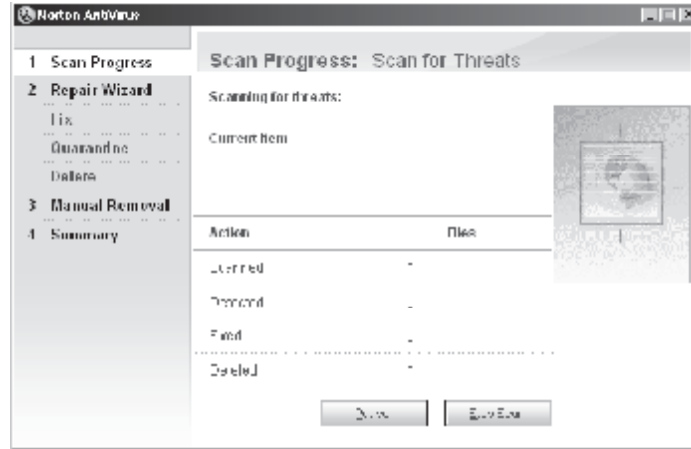 Norton AntiVirus
1 Scan Progress
2 Repair Wizard
Fix
Quarantine
Delete
3 Manual Removal
4 Summary
Scan Progress: Scan for Threats
Scanning for threats:
Current Item
Action Files
Scanned
Detected
Fixed
Deleted